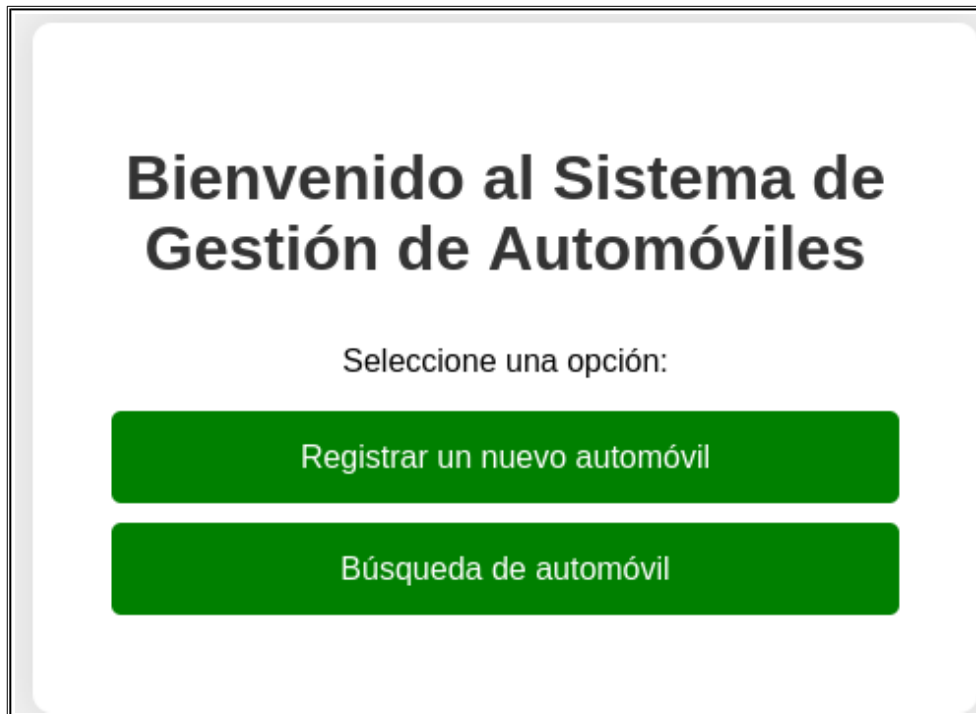 Bienvenido al Sistema de
Gestión de Automóviles
Seleccione una opción:
Registrar un nuevo automóvil
Búsqueda de automóvil